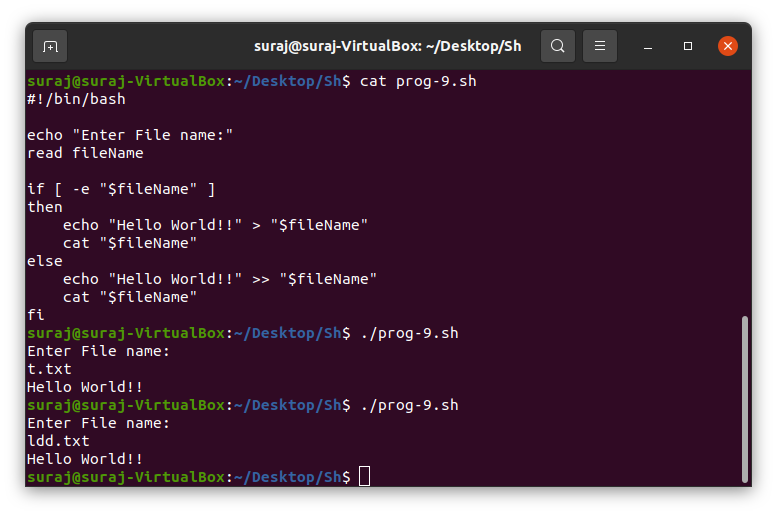 suraj@suraj-VirtualBox: ~/Desktop/Sh
suraj@suraj-VirtualBox:~/Desktop/Sh$ cat prog-9.sh
#!/bin/bash

echo "Enter File name:"
read fileName

if [ -e "$fileName" ]
then
    echo "Hello World!!" > "$fileName"
    cat "$fileName"
else
    echo "Hello World!!" >> "$fileName"
    cat "$fileName"
fi
suraj@suraj-VirtualBox:~/Desktop/Sh$ ./prog-9.sh
Enter File name:
t.txt
Hello World!!
suraj@suraj-VirtualBox:~/Desktop/Sh$ ./prog-9.sh
Enter File name:
ldd.txt
Hello World!!
suraj@suraj-VirtualBox:~/Desktop/Sh$